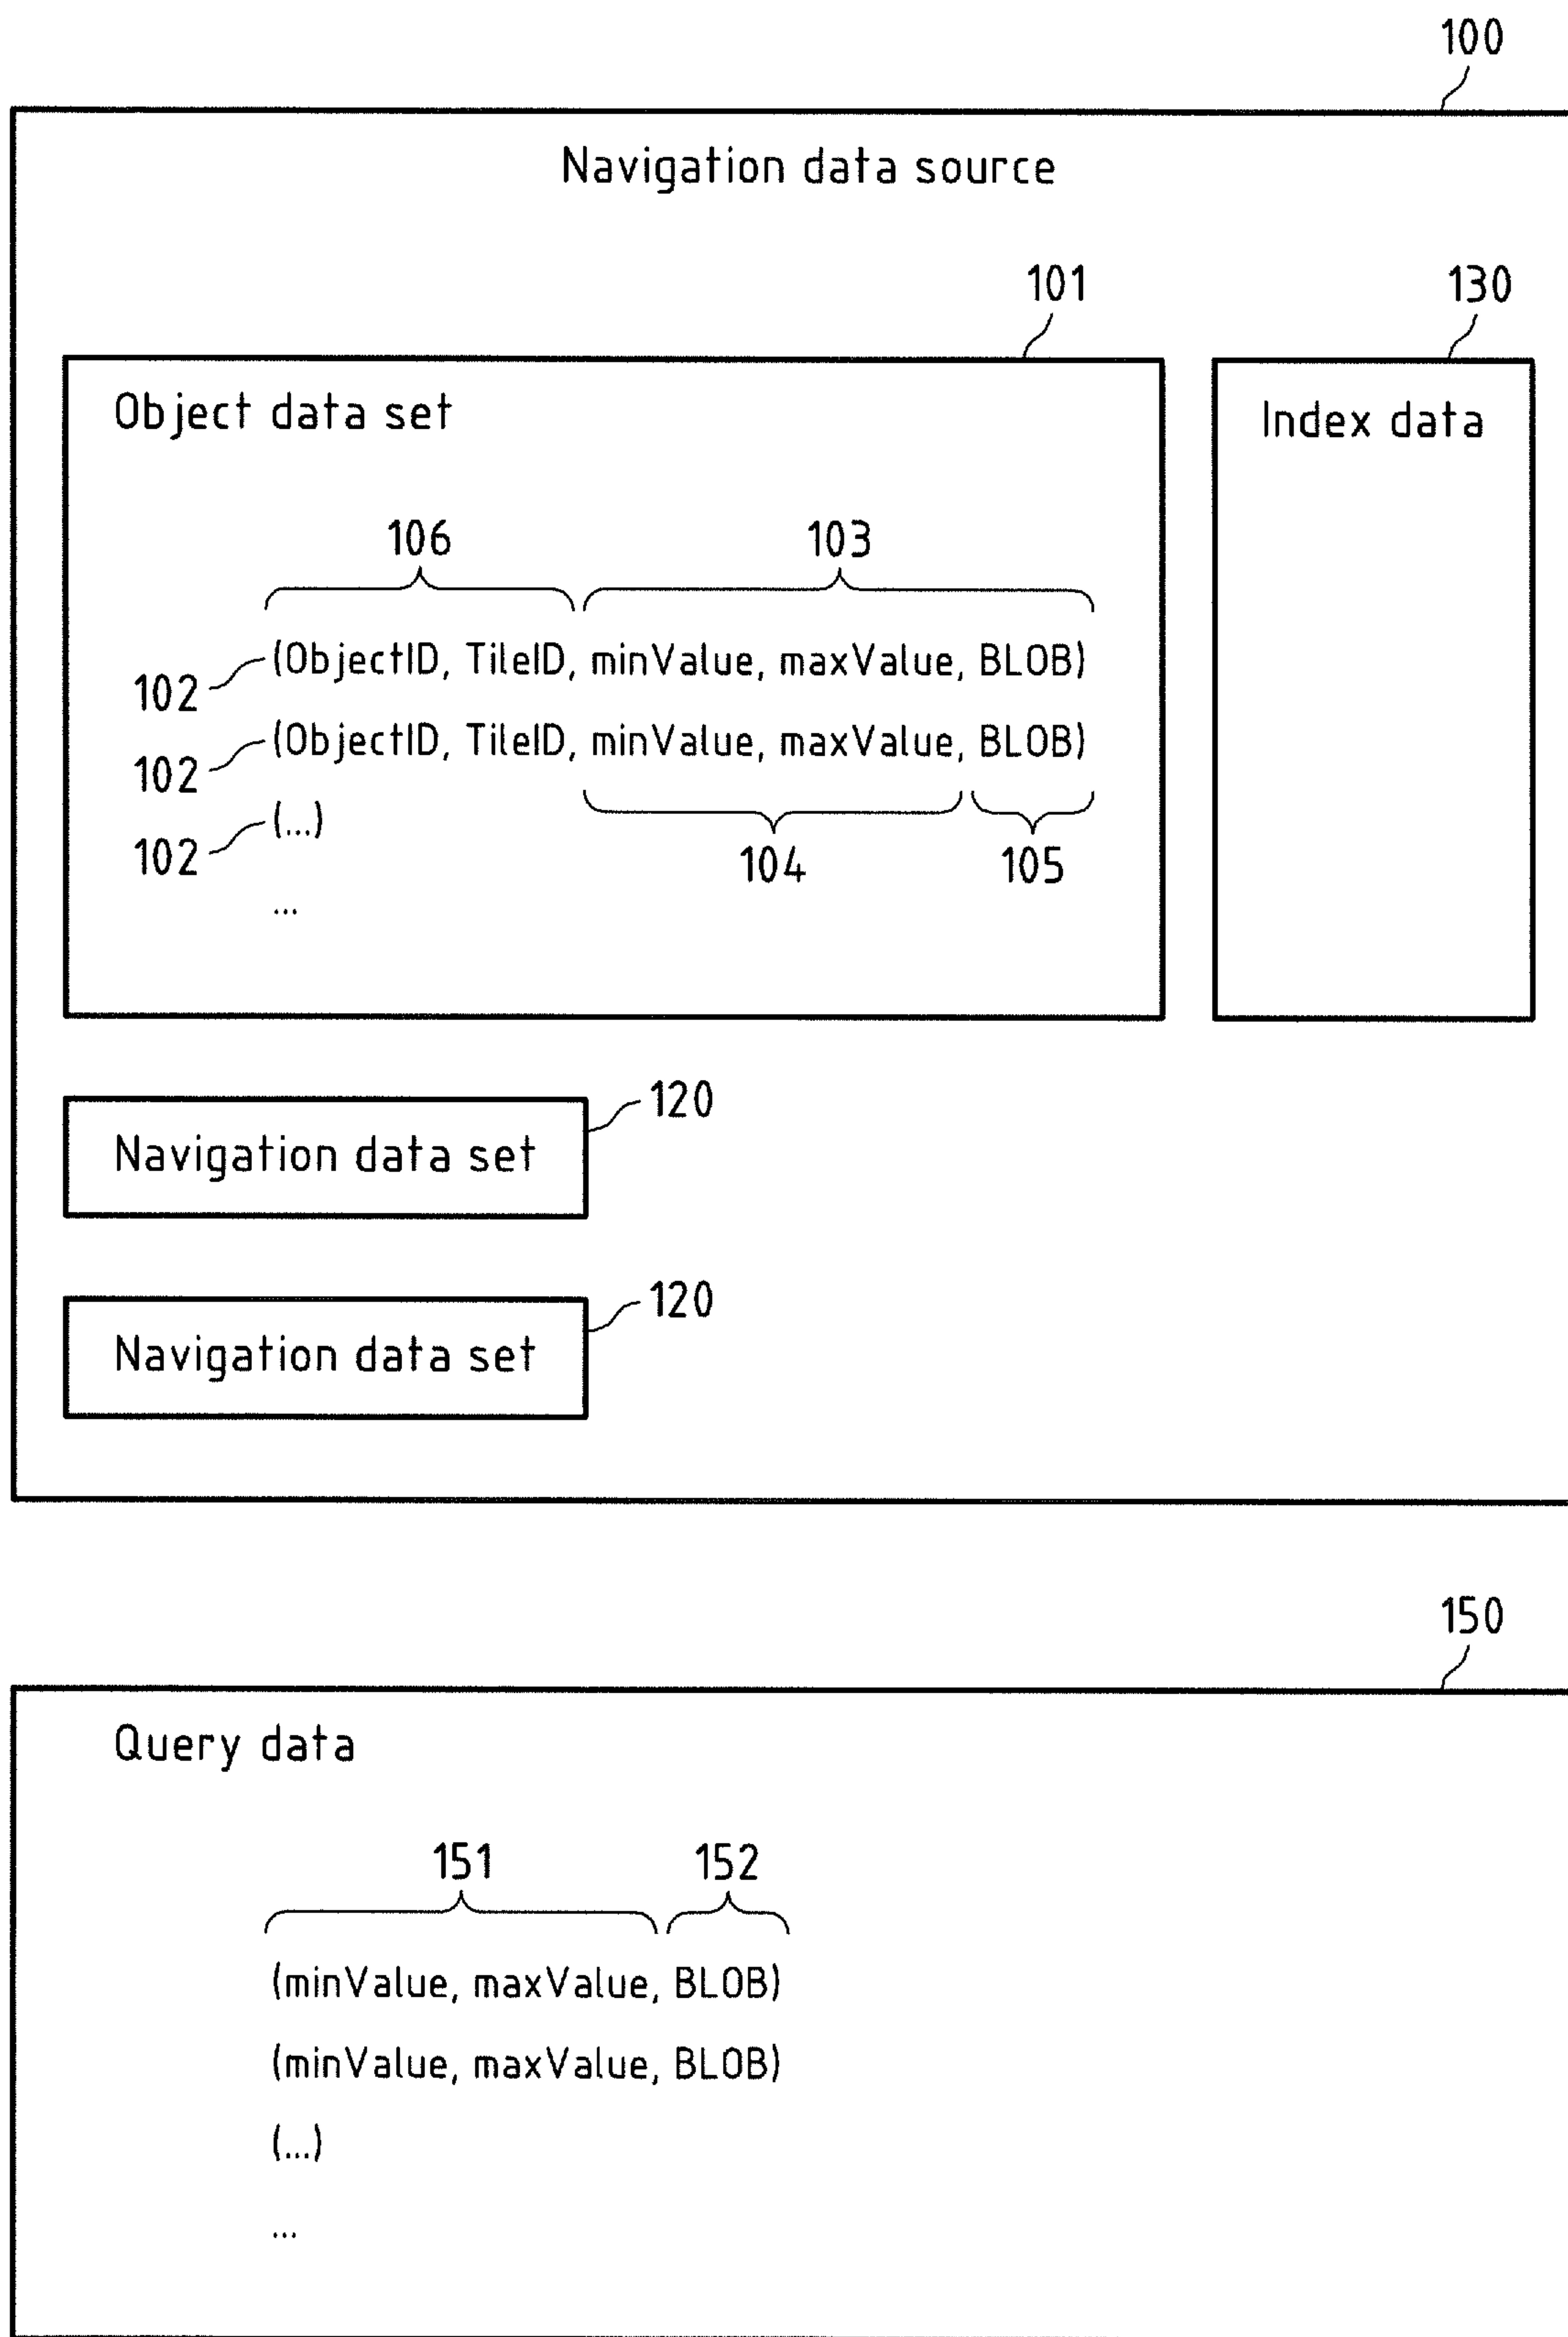 100
Navigation data source
101 130
Object data set Index data
106 103
102 (ObjectID, TileID, minValue, maxValue, BLOB)
102 (ObjectID, TileID, minValue, maxValue, BLOB)
102 (...)
104 105
...
120
Navigation data set
120
Navigation data set
150
Query data
151 152
(minValue, maxValue, BLOB)
(minValue, maxValue, BLOB)
(...)
...